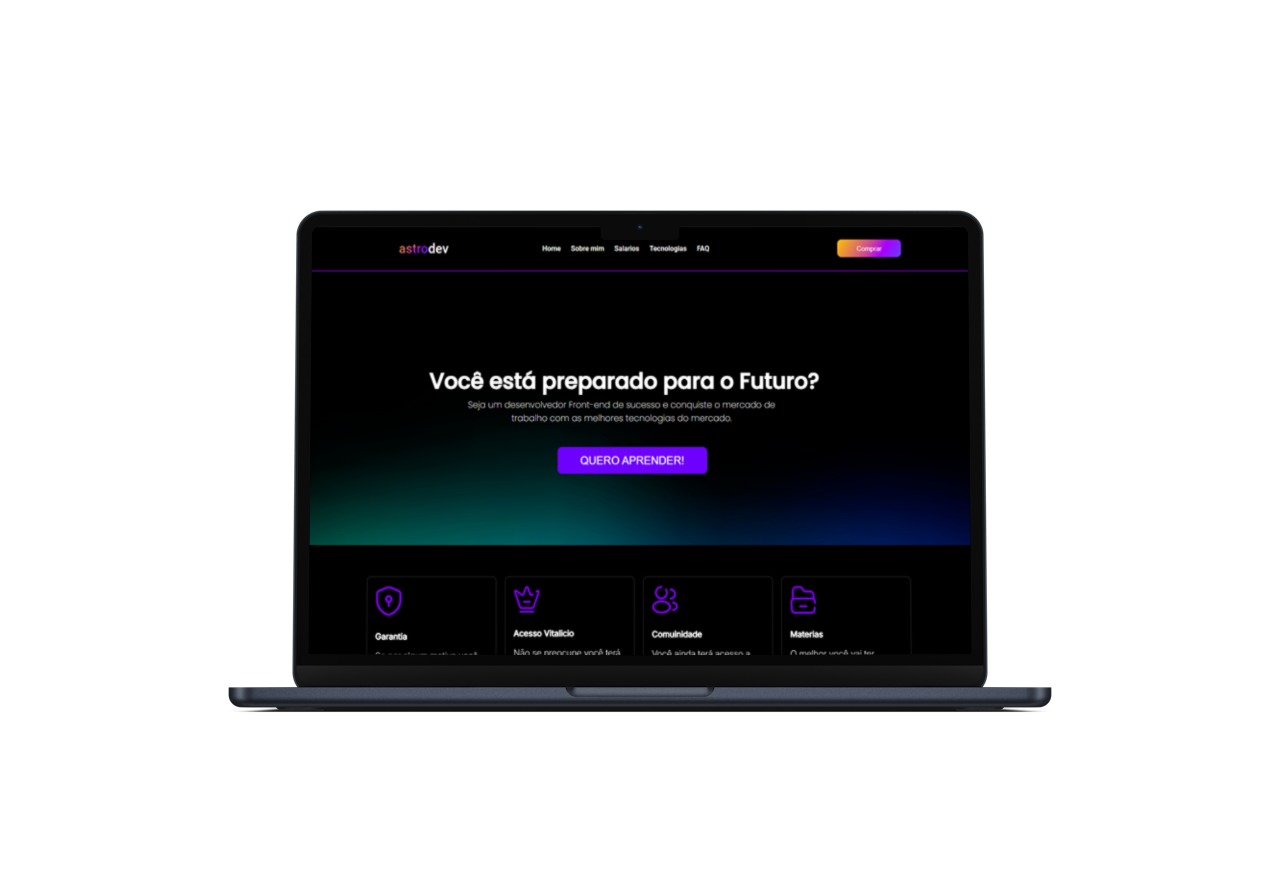 astrodev
Home Sobre mim Salarios Tecnologias FAQ
Comprar
Você está preparado para o Futuro?
Seja um desenvolvedor Front-end de sucesso e conquiste o mercado de
trabalho com as melhores tecnologias do mercado.
QUERO APRENDER!
Garantia
Acesso Vitalicio
Comuinidade
Materias
Não se preocupe você terá
Você ainda terá acesso a
O melhor você vai ter